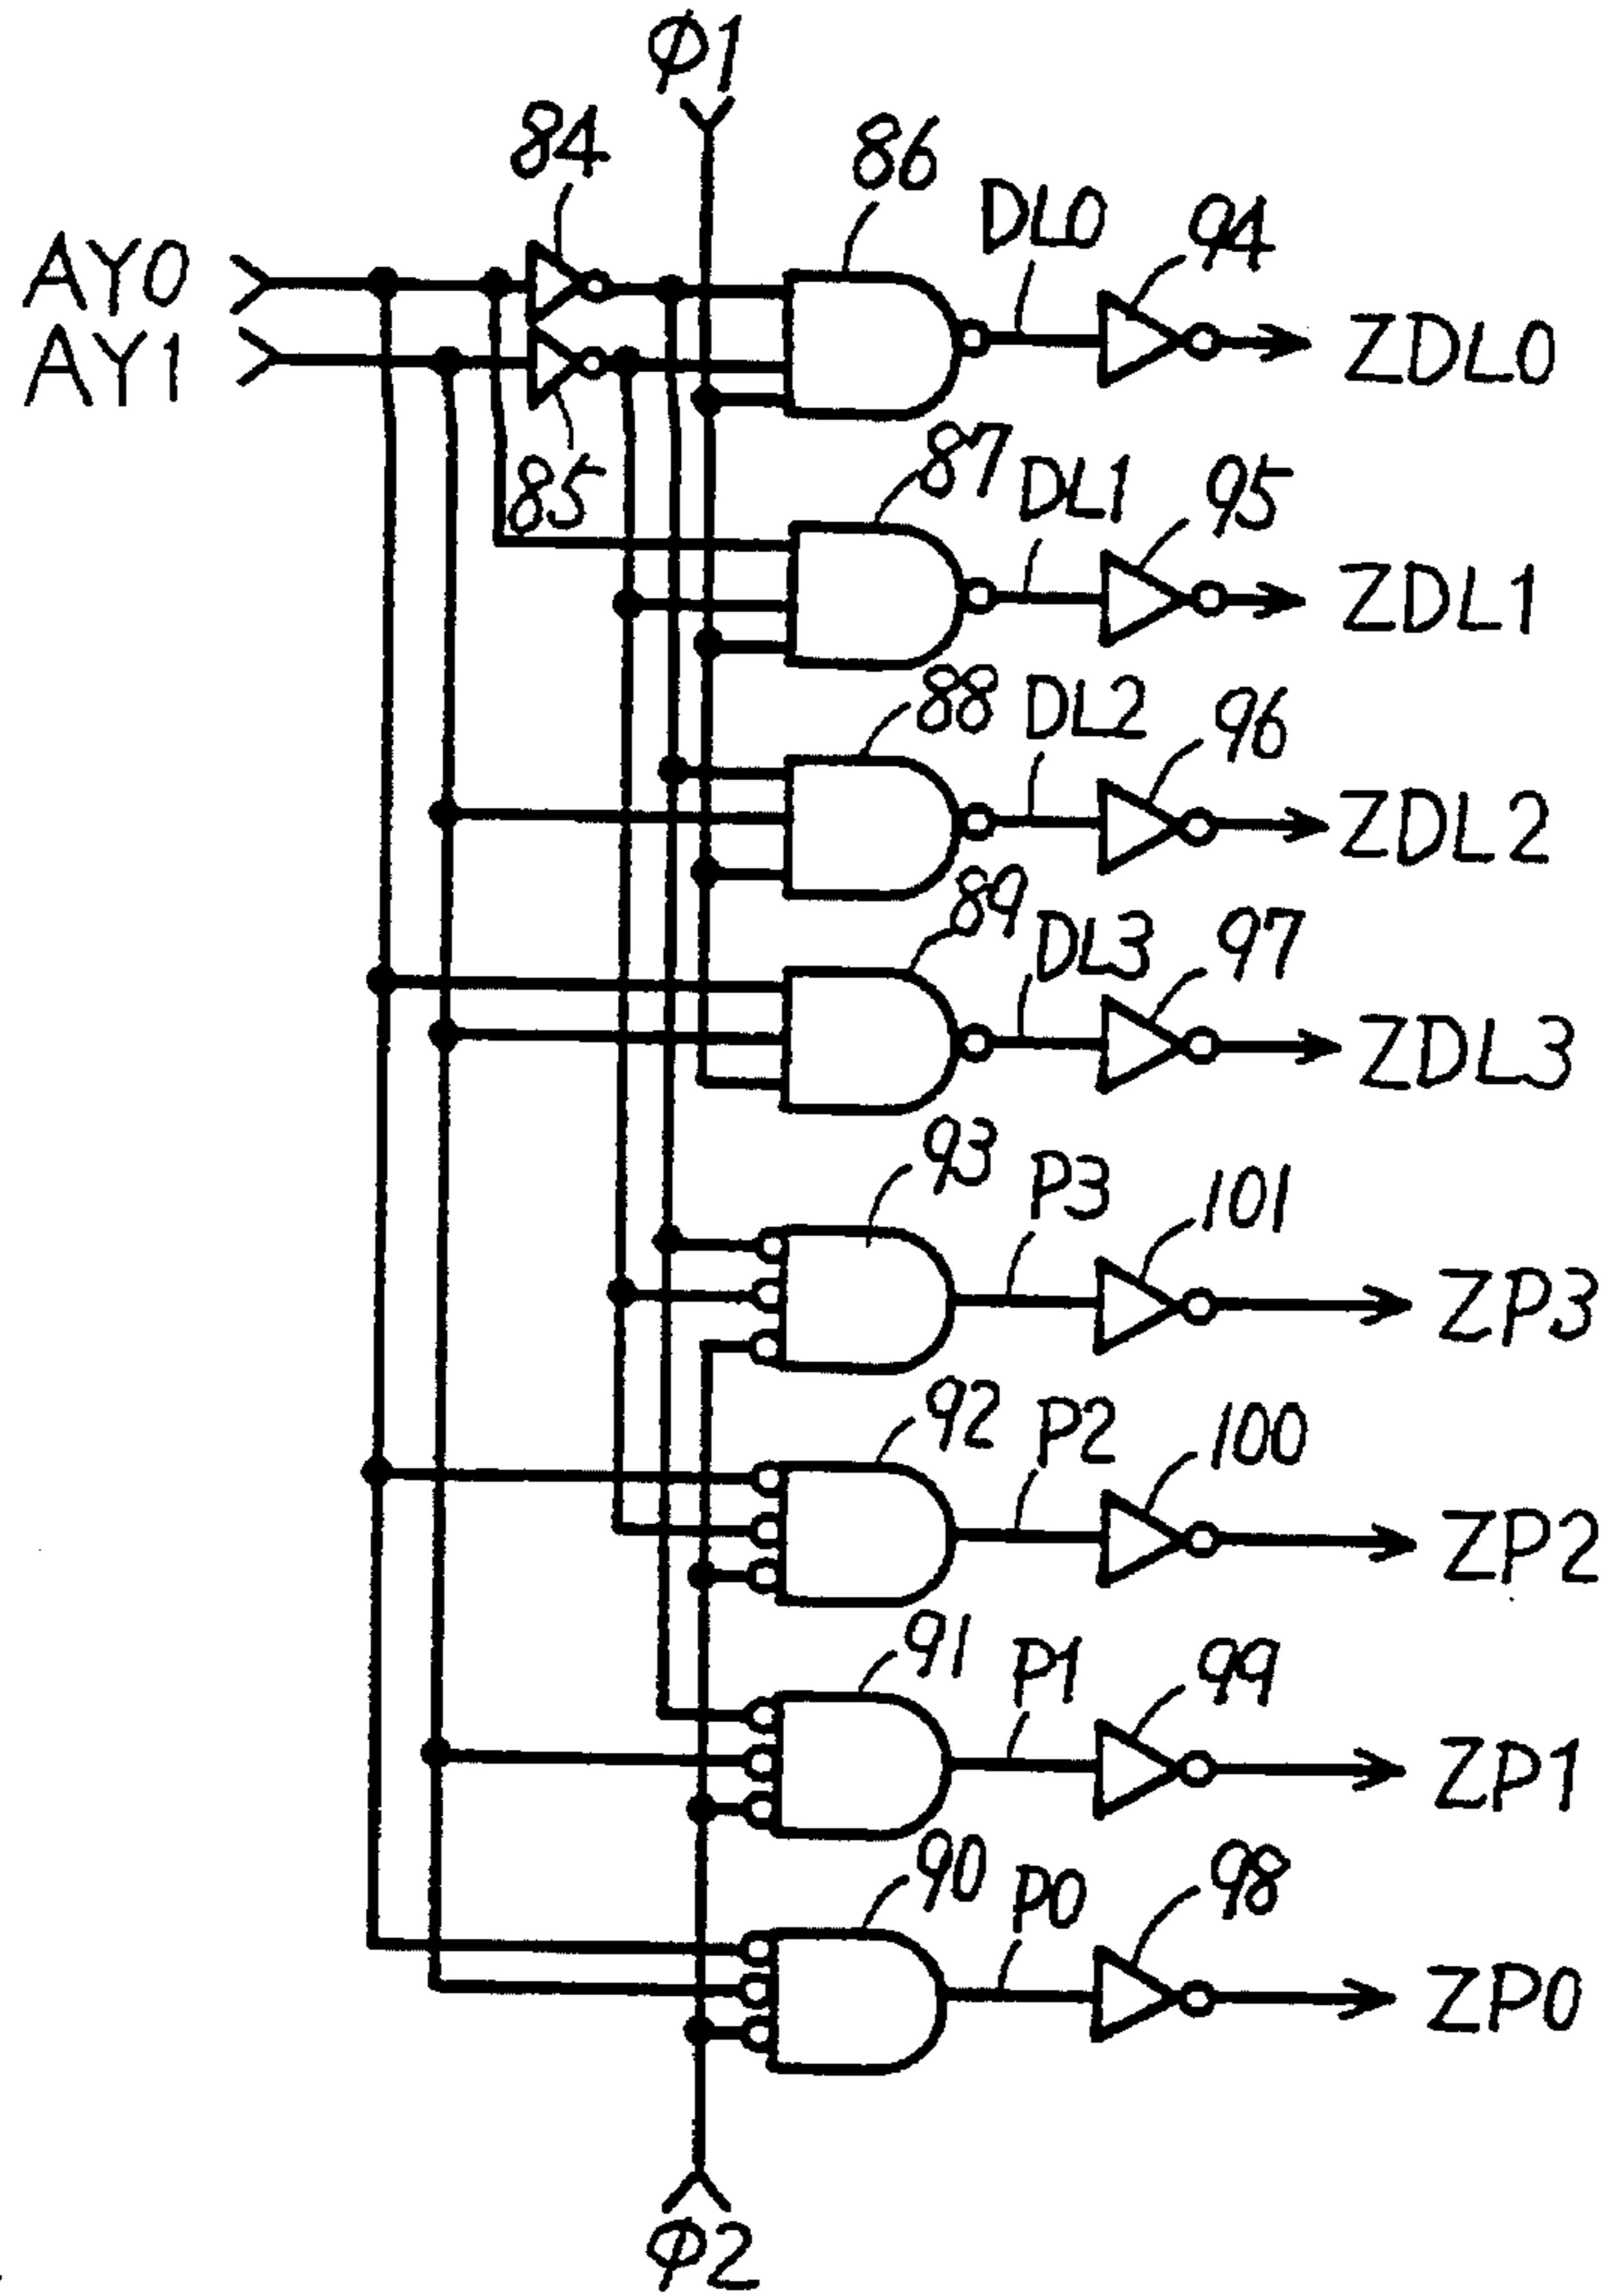 Φ1
84
86
DL0
94
AY0
ZDL0
AY1
85
87
DL1
95
ZDL1
88
DL2
96
ZDL2
89
DL3
97
ZDL3
93
P3
101
ZP3
92
P2
100
ZP2
91
P1
99
ZP1
90
P0
98
ZP0
Φ2